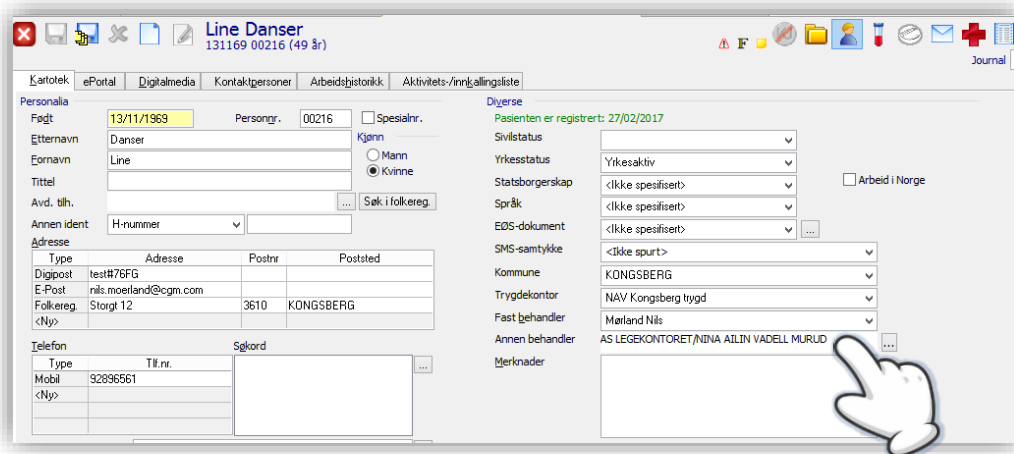 Line Danser
131169 00216 (49 år)
F
Journal
Kartotek ePortal Digitalmedia Kontaktpersoner Arbeidshistorikk Aktivitets-/innkallingsliste
Personalia
Født 13/11/1969 Personnr. 00216 Spesialnr.
Etternavn Danser
Kjønn
Fornavn Line
Mann
Kvinne
Tittel
Avd. tilh. ... Søk i folkereg.
Annen ident H-nummer
Adresse
Type Adresse Postnr Poststed
Digipost test#76FG
E-Post nils.moerland@cgm.com
Folkereg. Storgt 12 3610 KONGSBERG
<Ny>
Telefon
Type Tlf.nr.
Mobil 92896561
<Ny>
Søkord
...
Diverse
Pasienten er registrert: 27/02/2017
Sivilstatus
Yrkesstatus Yrkesaktiv
Statsborgerskap <Ikke spesifisert> Arbeid i Norge
Språk <Ikke spesifisert>
EØS-dokument <Ikke spesifisert> ...
SMS-samtykke <Ikke spurt>
Kommune KONGSBERG
Trygdekontor NAV Kongsberg trygd
Fast behandler Mørland Nils
Annen behandler AS LEGEKONTORET/NINA AILIN VADELL MURUD ...
Merknader